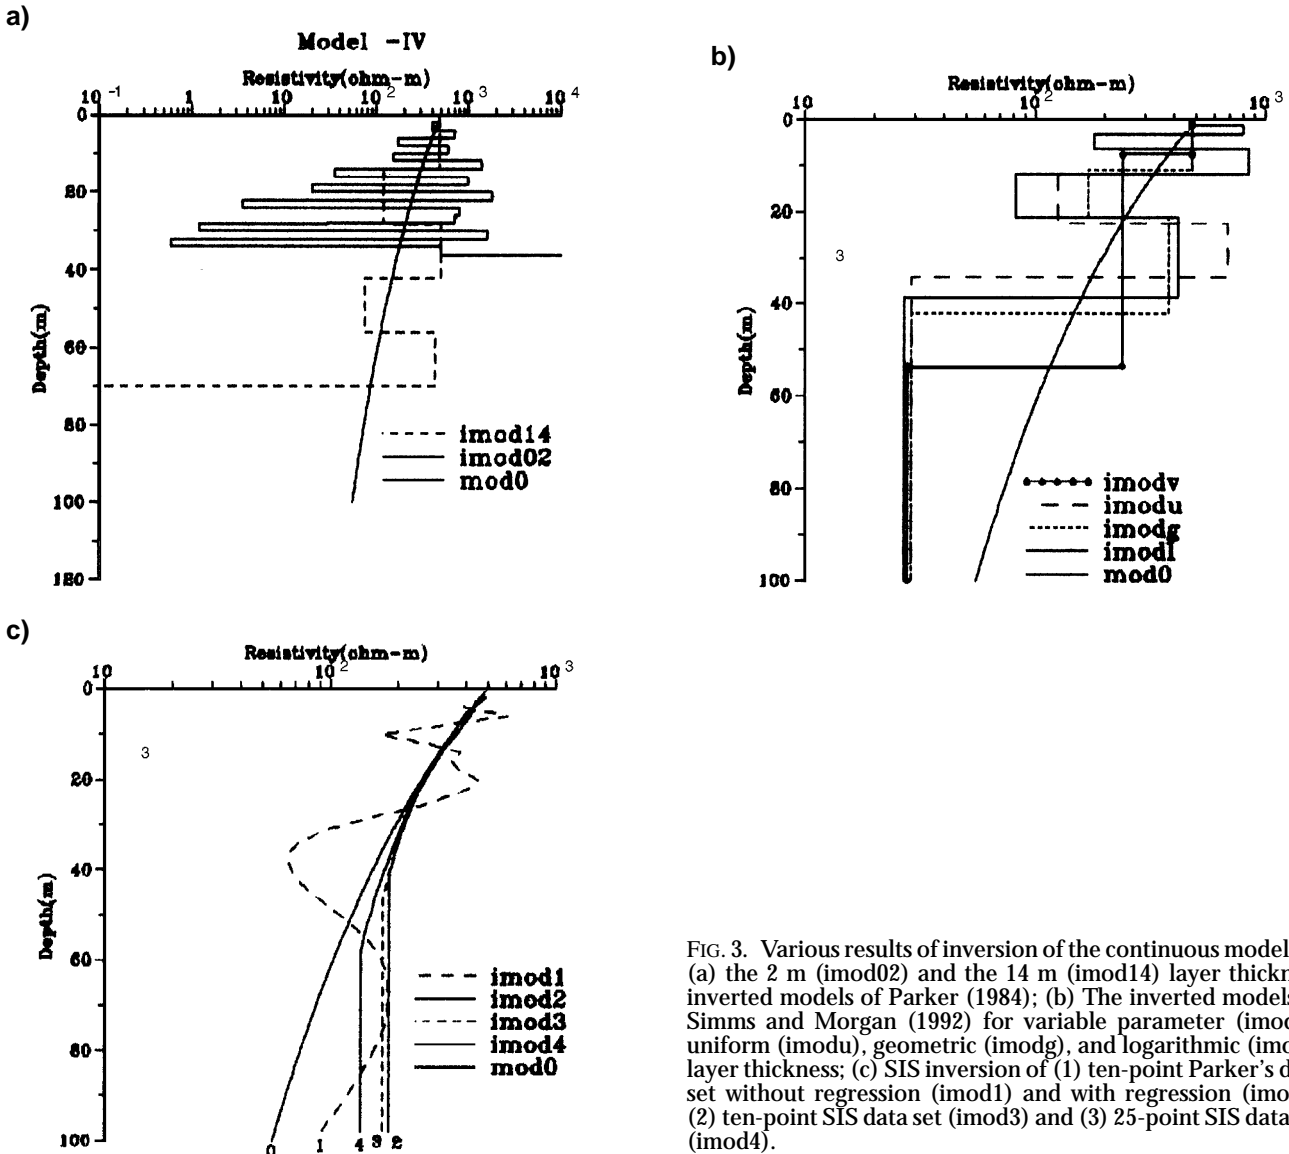 a)
Model -IV
Resistivity(ohm-m)
10 -1 1 10 10 2 10 3 10 4
0
20
40
60
80
100
120
Depth(m)
imod14
imod02
mod0
b)
Resistivity(ohm-m)
10 10 2 10 3
0
20
40
60
80
100
Depth(m)
3
imodv
imodu
imodg
imodl
mod0
c)
Resistivity(ohm-m)
10 10 2 10 3
0
20
40
60
80
100
Depth(m)
3
imod1
imod2
imod3
imod4
mod0
0 1 4 3 2
FIG. 3. Various results of inversion of the continuous model
(a) the 2 m (imod02) and the 14 m (imod14) layer thickn
inverted models of Parker (1984); (b) The inverted models
Simms and Morgan (1992) for variable parameter (imod
uniform (imodu), geometric (imodg), and logarithmic (imo
layer thickness; (c) SIS inversion of (1) ten-point Parker's d
set without regression (imod1) and with regression (imo
(2) ten-point SIS data set (imod3) and (3) 25-point SIS data
(imod4).